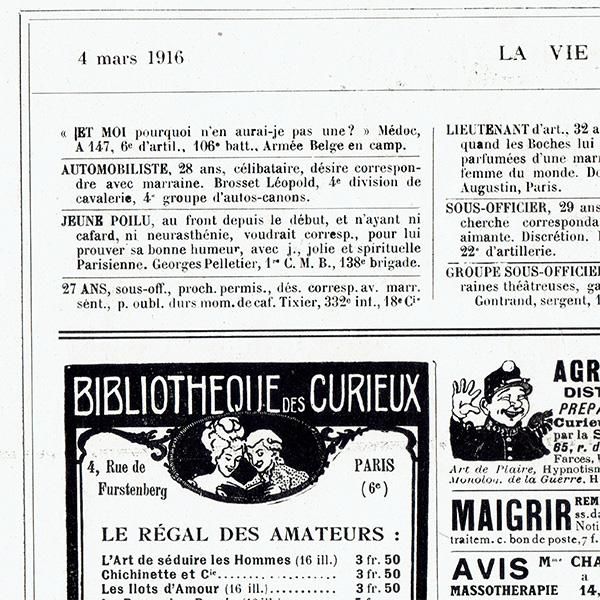 4 mars 1916
LA VIE
« ET MOI pourquoi n'en aurai-je pas une? » Médoc,
A 147, 6e d'artil., 106e batt.. Armée Belge en camp.
AUTOMOBILISTE, 28 ans, célibataire, désire correspon-
dre avec marraine. Brosset Léopold, 4e division de
cavalerie, 4e groupe d'autos-canons.
JEUNE POILU, au front depuis le début, et n'ayant ni
cafard, ni neurasthénie, voudrait corresp., pour lui
prouver sa bonne humeur, avec j., jolie et spirituelle
Parisienne. Georges Pelletier, 1re C. M. B., 138e brigade.
27 ANS, sous-off., proch. permis., dés. corresp. av. marr.
sént., p. oubl. durs mom. de caf. Tixier, 332e inf., 18e Cie
LIEUTENANT d'art., 32 a
quand les Boches lui
parfumées d'une mar
femme du monde.
Augustin, Paris.
SOUS-OFFICIER, 29 ans
cherche corresponda
aimante. Discrétion.
22e d'artillerie.
GROUPE SOUS-OFFICIE
raines théâtreuses, ga
Gontrand, sergent, 1
BIBLIOTHEQUE DES CURIEUX
4, Rue de
Furstenberg
PARIS
(6e)
LE RÉGAL DES AMATEURS :
L'Art de séduire les Hommes (16 ill.) 3 fr. 50
Chichinette et Cie.............. 3 fr. 50
Les Ilots d'Amour (16 ill.).......... 3 fr. 50
AGR
DIST
PREPA
Curieu
par la S
65, r. d
Farces,
Art de Plaire, Hypnotism
Monolog. de la Guerre. H
MAIGRIR REM
ss. da
Noti
traitem. c. bon de poste, 7 f.
AVIS Mme CHA
a
MASSOTHERAPIE 14,